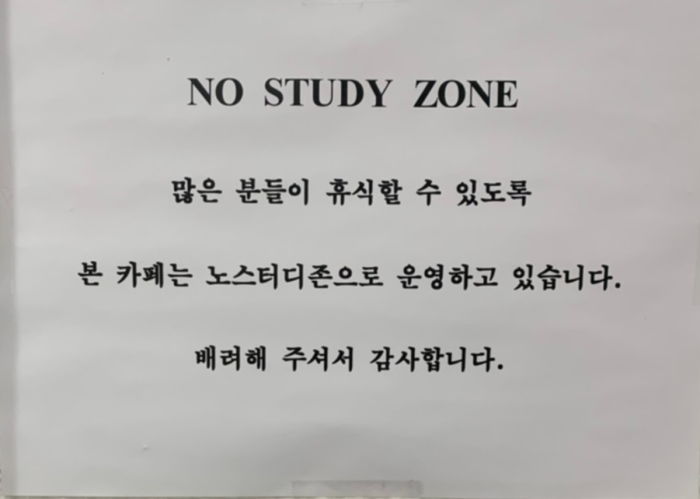 NO STUDY ZONE
많은 분들이 휴식할 수 있도록
본 카페는 노스터디존으로 운영하고 있습니다.
배려해 주셔서 감사합니다.